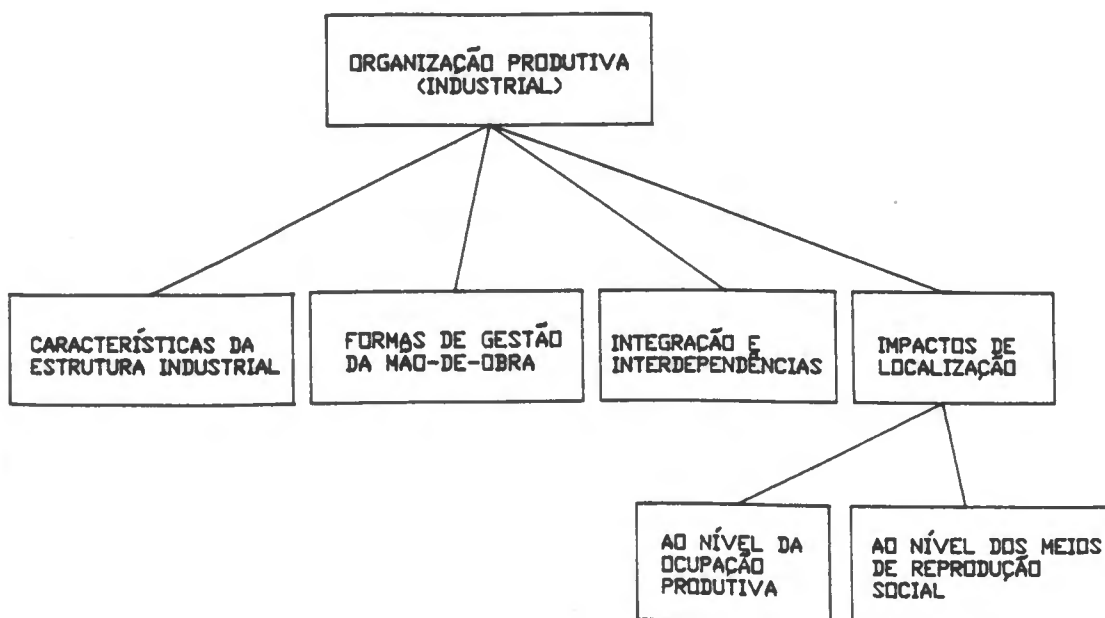 ORGANIZAÇÃO PRODUTIVA
(INDUSTRIAL)
CARACTERÍSTICAS DA
ESTRUTURA INDUSTRIAL
FORMAS DE GESTÃO
DA MÃO-DE-OBRA
INTEGRAÇÃO E
INTERDEPENDÊNCIAS
IMPACTOS DE
LOCALIZAÇÃO
AO NÍVEL DA
OCUPAÇÃO
PRODUTIVA
AO NÍVEL DOS MEIOS
DE REPRODUÇÃO
SOCIAL